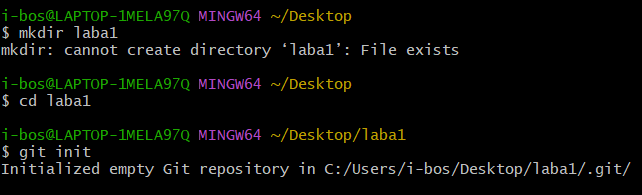 i-bos@LAPTOP-1MELA97Q MINGW64 ~/Desktop
$ mkdir laba1
mkdir: cannot create directory ‘laba1’: File exists
i-bos@LAPTOP-1MELA97Q MINGW64 ~/Desktop
$ cd laba1
i-bos@LAPTOP-1MELA97Q MINGW64 ~/Desktop/laba1
$ git init
Initialized empty Git repository in C:/Users/i-bos/Desktop/laba1/.git/